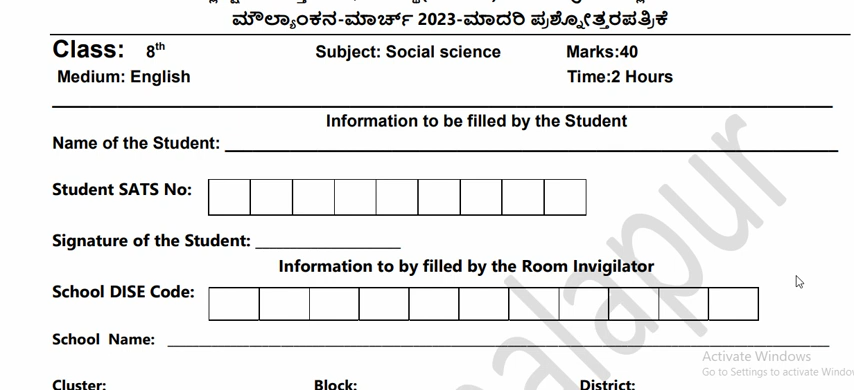 ಮೌಲ್ಯಾಂಕನ-ಮಾರ್ಚ್ 2023-ಮಾದರಿ ಪ್ರಶ್ನೋತ್ತರಪತ್ರಿಕೆ
Class: 8th Subject: Social science Marks:40
Medium: English Time:2 Hours
Information to be filled by the Student
Name of the Student:
Student SATS No:
Signature of the Student:
Information to by filled by the Room Invigilator
School DISE Code:
School Name:
Activate Windows
Go to Settings to activate Windo
Cluster: Block: District: